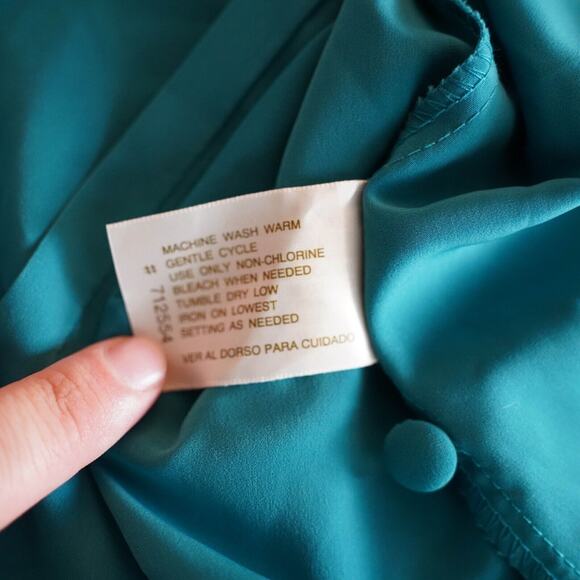 MACHINE WASH WARM
GENTLE CYCLE
USE ONLY NON-CHLORINE
BLEACH WHEN NEEDED
TUMBLE DRY LOW
IRON ON LOWEST
SETTING AS NEEDED
VER AL DORSO PARA CUIDADO
712554